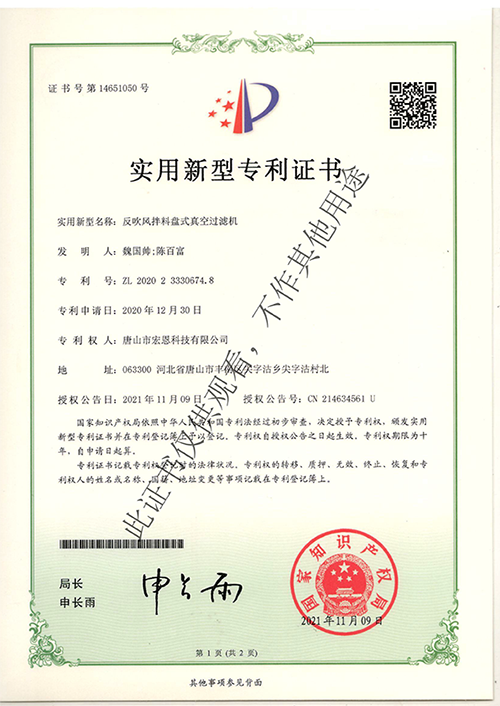 证书号第14651050号
实用新型专利证书
实用新型名称：反吹风拌料盘式真空过滤机
发明人：魏国帅;陈百富
专利号：ZL 2020 2 3330674.8
专利申请日：2020年12月30日
专利权人：唐山市宏恩科技有限公司
地址：063300 河北省唐山市丰南区尖字沽乡尖字沽村北
授权公告日：2021年11月09日 授权公告号：CN 214634561 U
国家知识产权局依照中华人民共和国专利法经过初步审查，决定授予专利权，颁发实用
新型专利证书并在专利登记簿上予以登记。专利权自授权公告之日起生效。专利权期限为十
年，自申请日起算。
专利证书记载专利权登记时的法律状况。专利权的转移、质押、无效、终止、恢复和专
利权人的姓名或名称、国籍、地址变更等事项记载在专利登记簿上。
此证书仅供观看，不作其他用途
局长
申长雨
申长雨
国家知识产权局
2021年11月09日
第1页(共2页)
其他事项参见背面